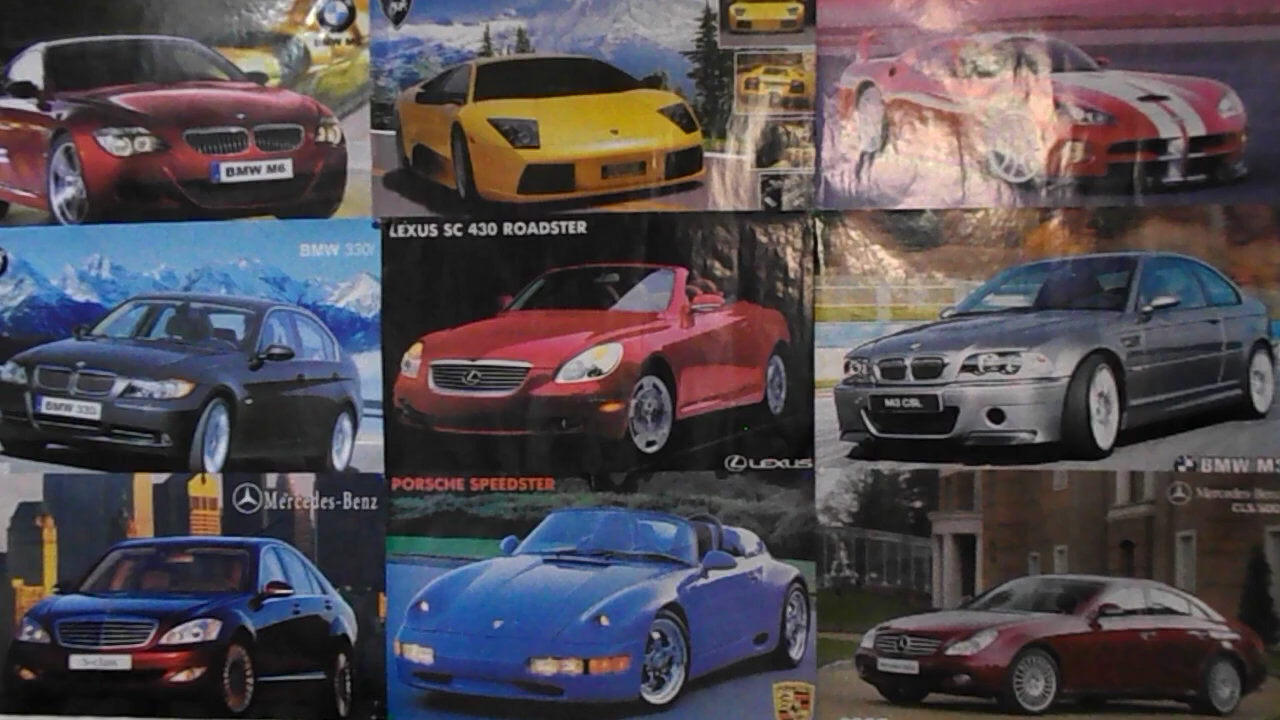 BMW M6
BMW 330i
BMW 330i
LEXUS SC 430 ROADSTER
LEXUS
M3 CSL
BMW M3
Mercedes-Benz
S-class
PORSCHE SPEEDSTER
Mercedes-Benz